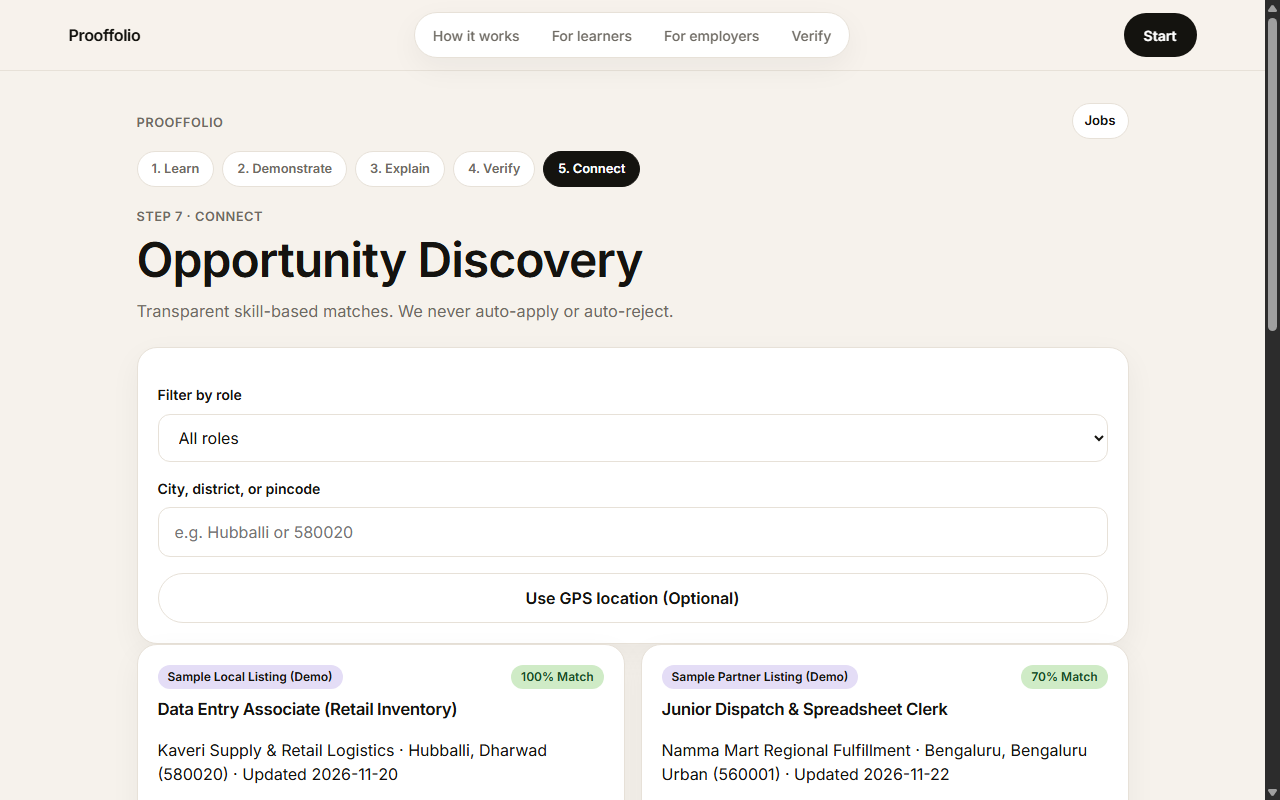 Prooffolio
How it works
For learners
For employers
Verify
Start
PROOFFOLIO
Jobs
1. Learn
2. Demonstrate
3. Explain
4. Verify
5. Connect
STEP 7 · CONNECT
Opportunity Discovery
Transparent skill-based matches. We never auto-apply or auto-reject.
Filter by role
All roles
City, district, or pincode
e.g. Hubballi or 580020
Use GPS location (Optional)
Sample Local Listing (Demo)
100% Match
Data Entry Associate (Retail Inventory)
Kaveri Supply & Retail Logistics · Hubballi, Dharwad
(580020) · Updated 2026-11-20
Sample Partner Listing (Demo)
70% Match
Junior Dispatch & Spreadsheet Clerk
Namma Mart Regional Fulfillment · Bengaluru, Bengaluru
Urban (560001) · Updated 2026-11-22